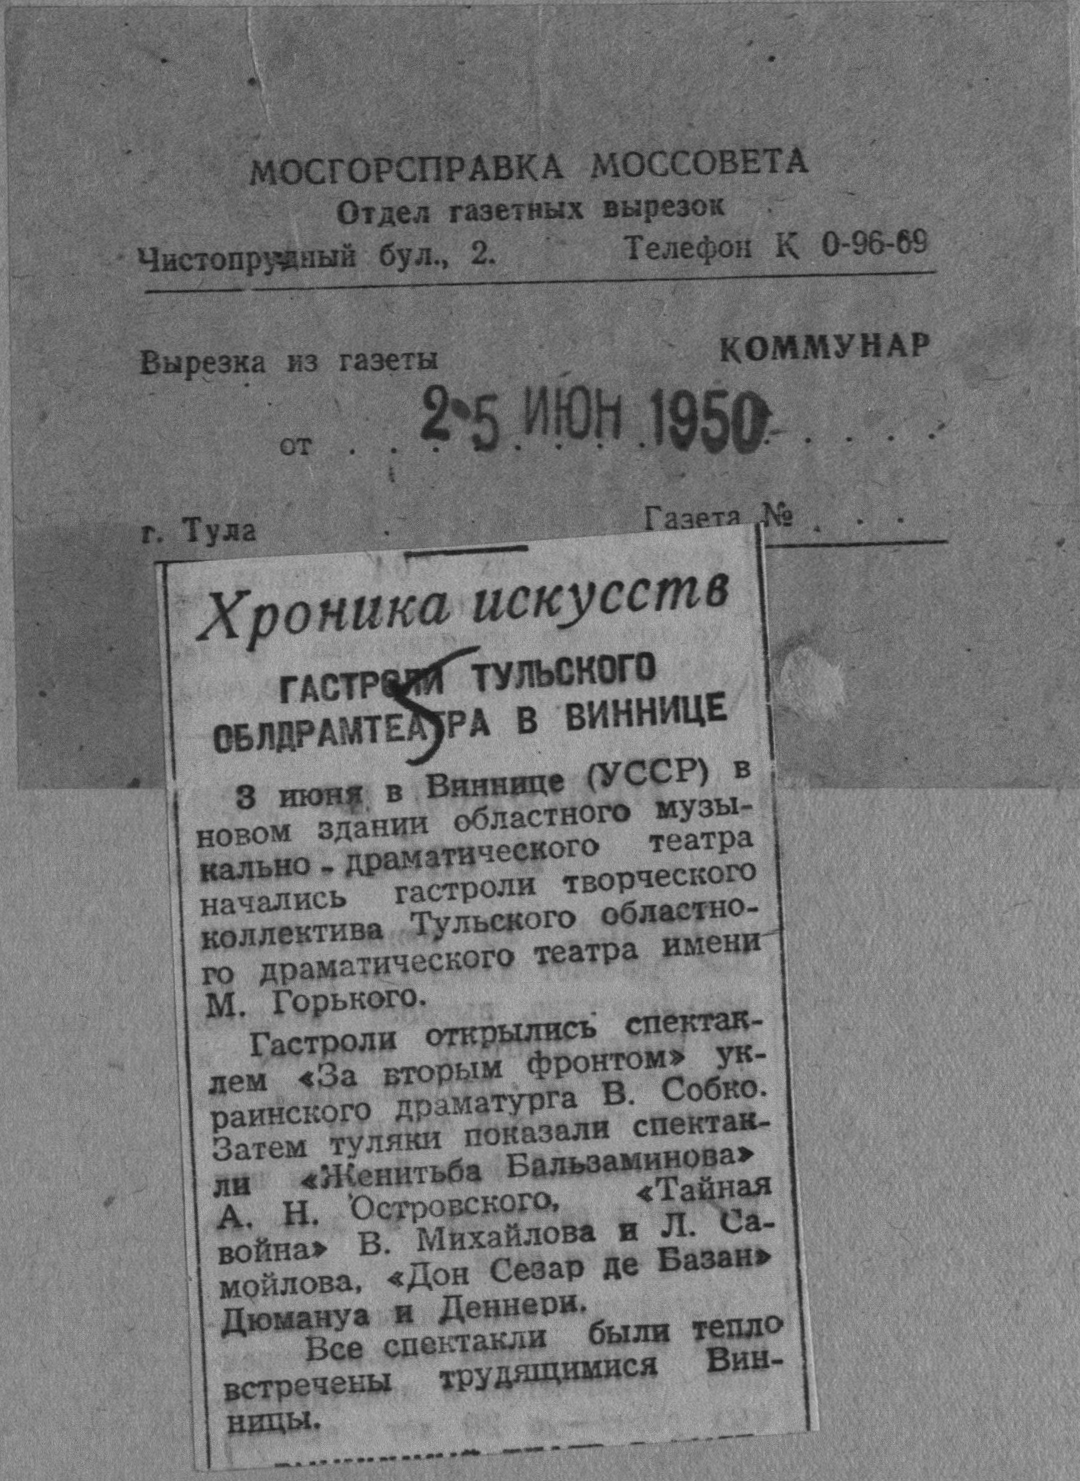 МОСГОРСПРАВКА МОССОВЕТА
Отдел газетных вырезок
Чистопрудный бул., 2. Телефон К 0-96-69
Вырезка из газеты КОММУНАР
от . . 25 ИЮН 1950 . . . .
г. Тула Газета № . . .
Хроника искусств
ГАСТРОЛИ ТУЛЬСКОГО
ОБЛДРАМТЕАТРА В ВИННИЦЕ
3 июня в Виннице (УССР) в
новом здании областного музы-
кально-драматического театра
начались гастроли творческого
коллектива Тульского областно-
го драматического театра имени
М. Горького.
Гастроли открылись спектак-
лем «За вторым фронтом» ук-
раинского драматурга В. Собко.
Затем туляки показали спектак-
ли «Женитьба Бальзаминова»
А. Н. Островского, «Тайная
война» В. Михайлова и Л. Са-
мойлова, «Дон Сезар де Базан»
Дюмануа и Деннери.
Все спектакли были тепло
встречены трудящимися Вин-
ницы.